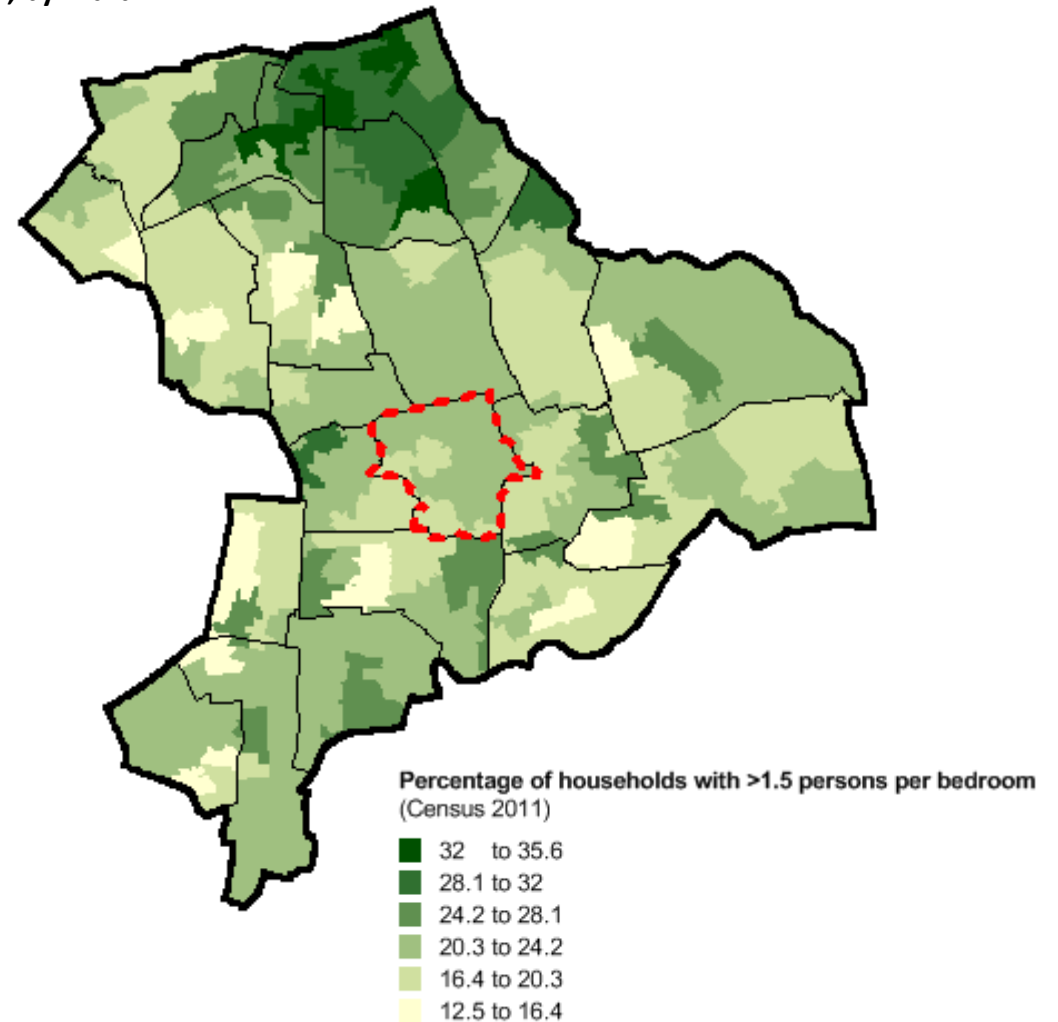 Percentage of households with >1.5 persons per bedroom
(Census 2011)
32 to 35.6
28.1 to 32
24.2 to 28.1
20.3 to 24.2
16.4 to 20.3
12.5 to 16.4